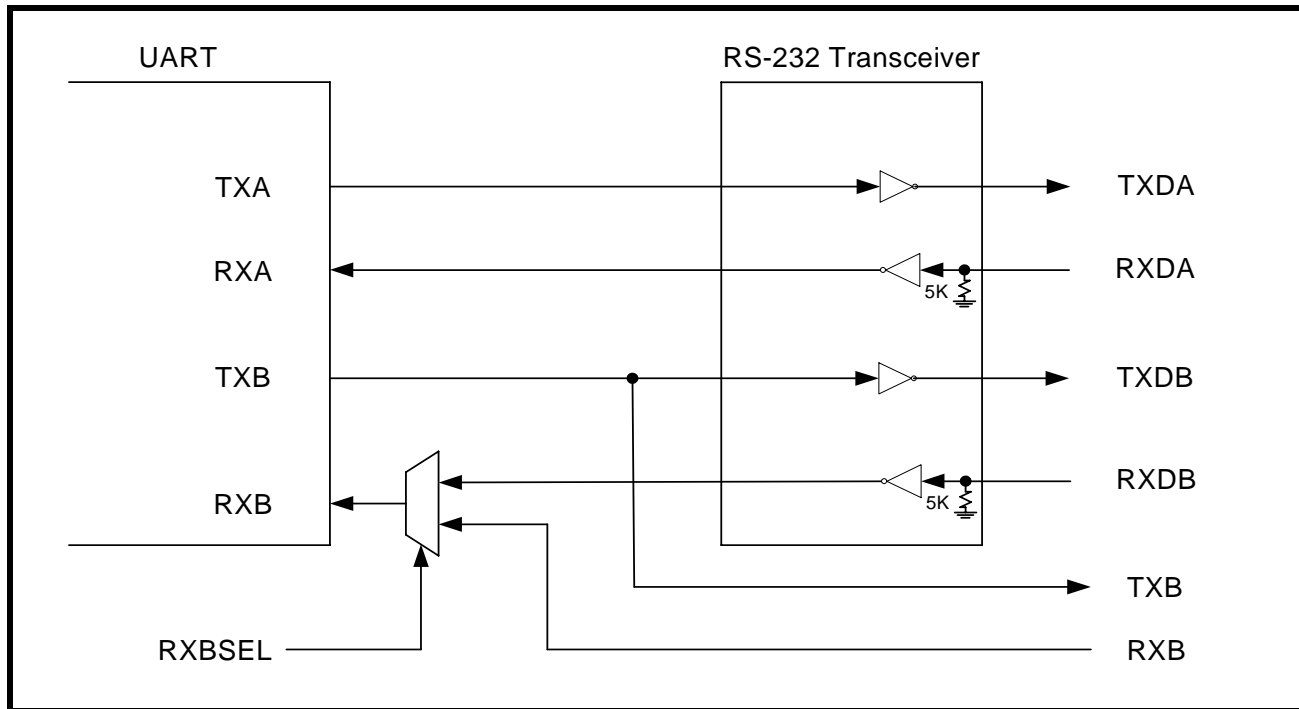 UART
RS-232 Transceiver
TXA
TXDA
RXA
5K
RXDA
TXB
TXDB
RXB
5K
RXDB
TXB
RXBSEL
RXB